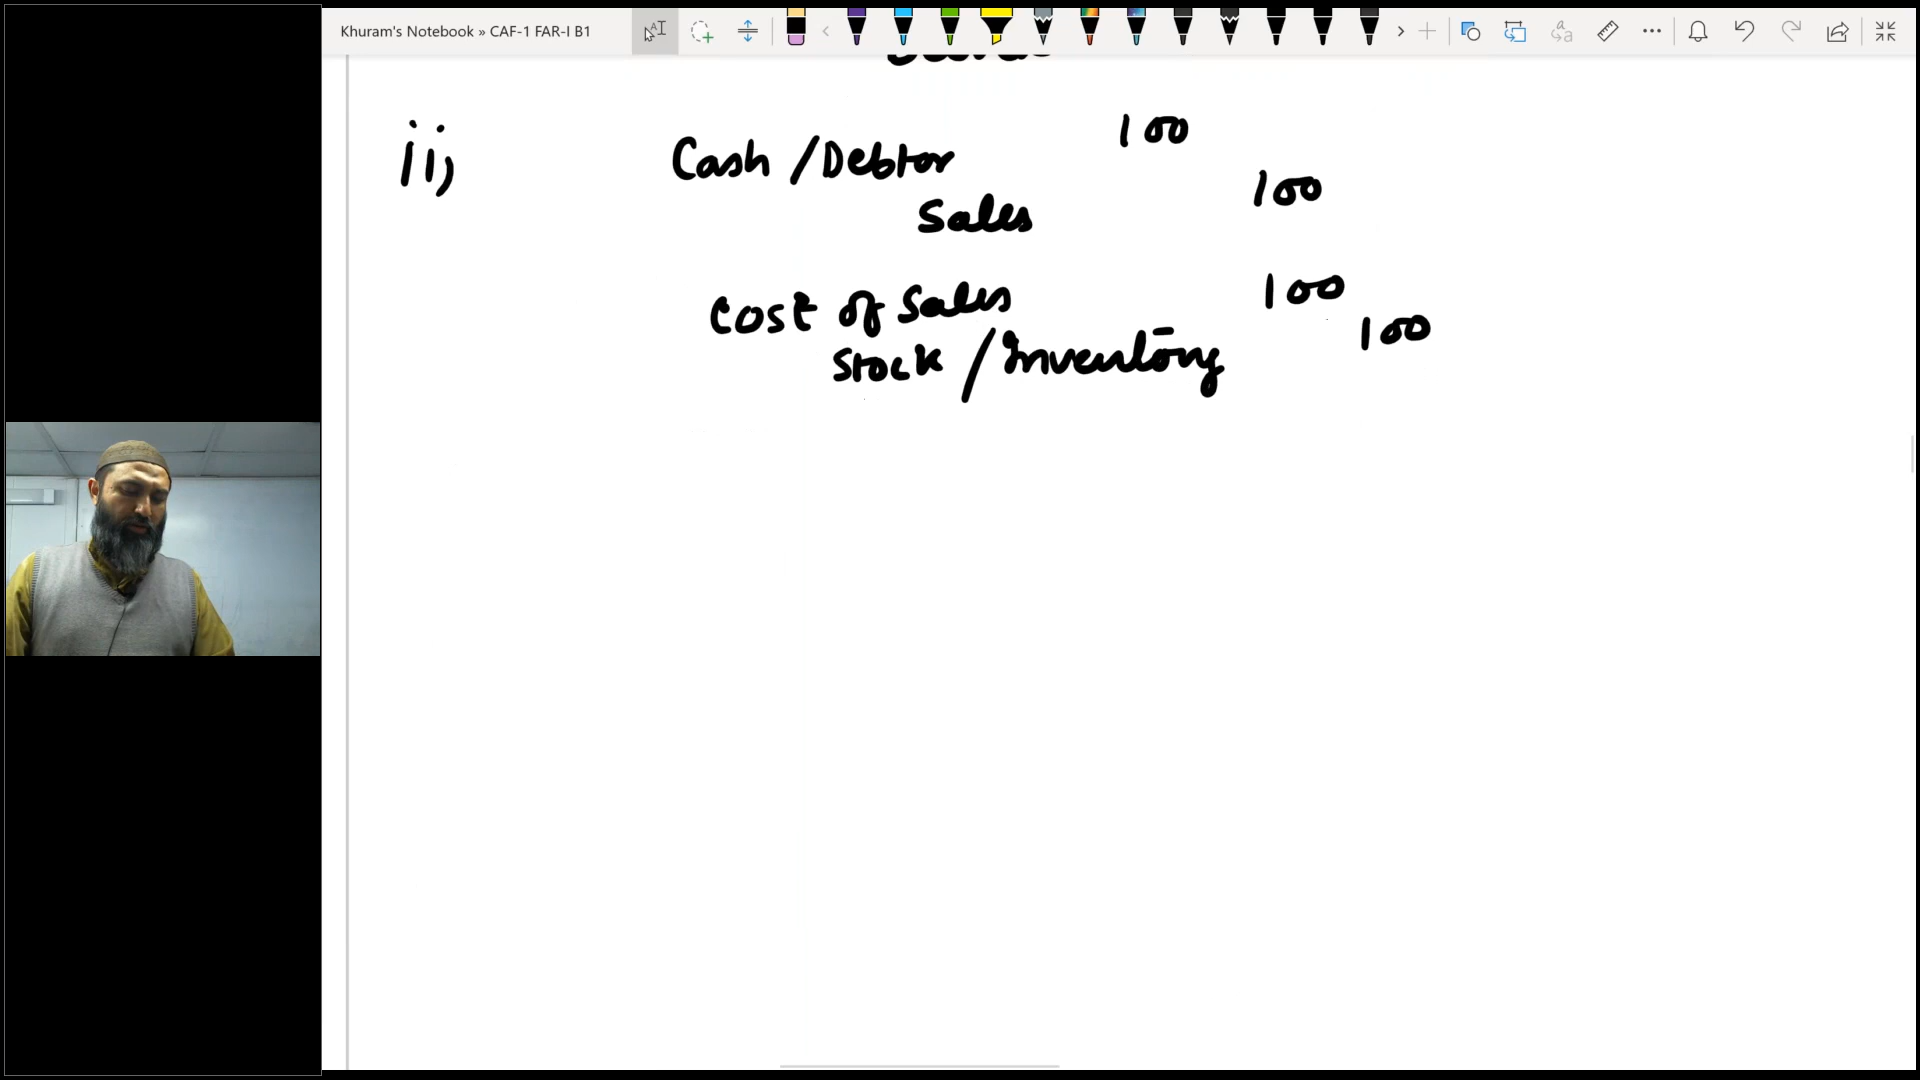 Khuram's Notebook » CAF-1 FAR-I B1
ii)
Cash / Debtor 100
Sales 100
Cost of Sales 100
Stock / Inventory 100